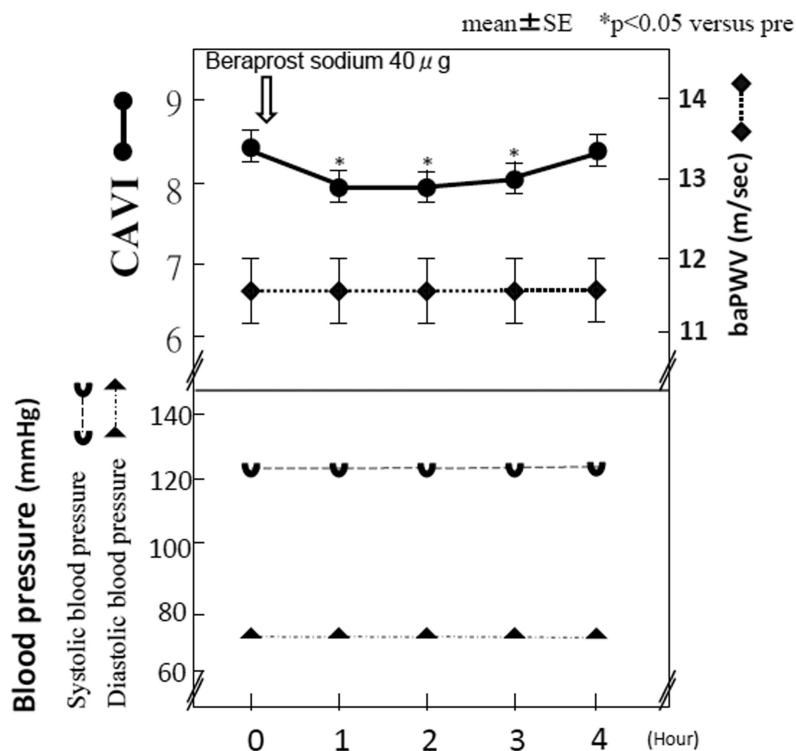 mean±SE *p<0.05 versus pre
Beraprost sodium 40 μ g
CAVI
9
8
7
6
* * *
14
13
12
11
baPWV (m/sec)
Blood pressure (mmHg)
Systolic blood pressure
Diastolic blood pressure
140
120
100
80
60
0 1 2 3 4 (Hour)